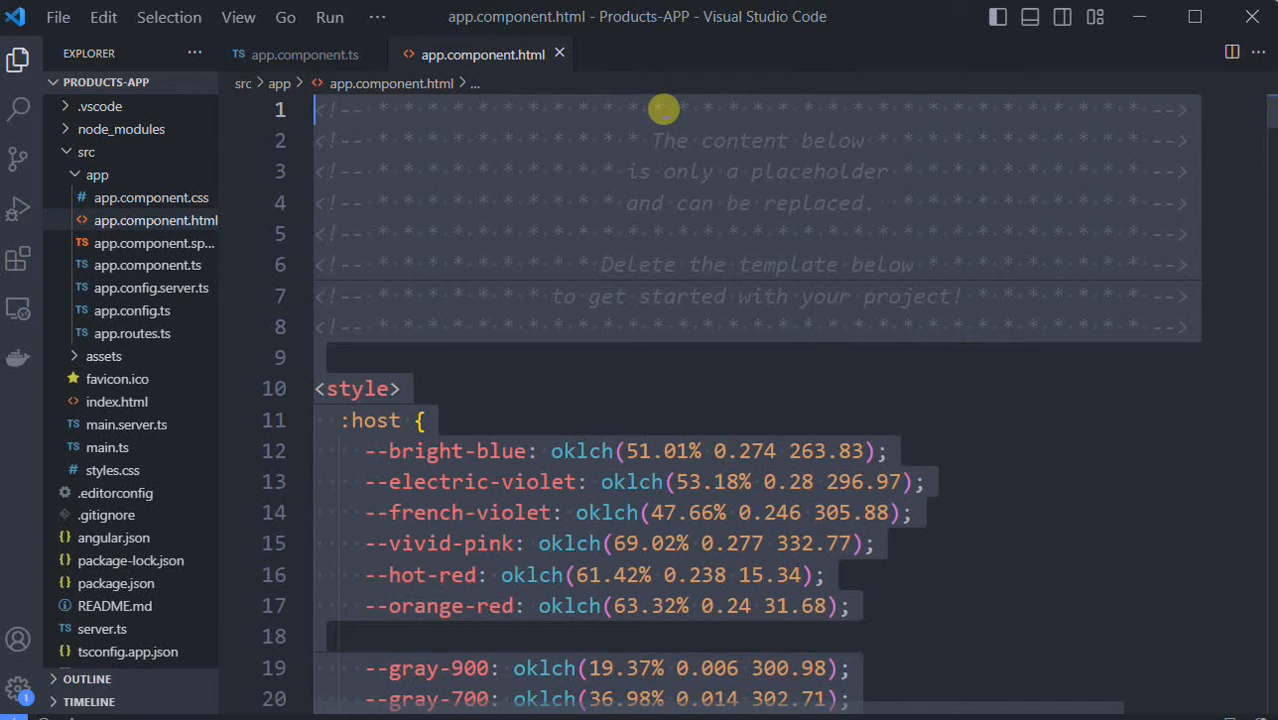 File Edit Selection View Go Run ··· app.component.html - Products-APP - Visual Studio Code
EXPLORER ···
TS app.component.ts
<> app.component.html ×
PRODUCTS-APP
src > app > <> app.component.html > ...
.vscode
node_modules
src
app
# app.component.css
<> app.component.html
TS app.component.sp...
TS app.component.ts
TS app.config.server.ts
TS app.config.ts
TS app.routes.ts
assets
favicon.ico
<> index.html
TS main.server.ts
TS main.ts
# styles.css
.editorconfig
.gitignore
{} angular.json
{} package-lock.json
{} package.json
README.md
TS server.ts
tsconfig.app.json
OUTLINE
TIMELINE
1
1 <!-- * * * * * * * * * * * * * * * * * * * * * * * * * * * * * * * -->
2 <!-- * * * * * * * * * * * The content below * * * * * * * * * * * -->
3 <!-- * * * * * * * * * * is only a placeholder * * * * * * * * * * -->
4 <!-- * * * * * * * * * * and can be replaced. * * * * * * * * * * * -->
5 <!-- * * * * * * * * * * * * * * * * * * * * * * * * * * * * * * * -->
6 <!-- * * * * * * * * * Delete the template below * * * * * * * * * -->
7 <!-- * * * * * * * to get started with your project! * * * * * * * -->
8 <!-- * * * * * * * * * * * * * * * * * * * * * * * * * * * * * * * -->
9
10 <style>
11 :host {
12 --bright-blue: oklch(51.01% 0.274 263.83);
13 --electric-violet: oklch(53.18% 0.28 296.97);
14 --french-violet: oklch(47.66% 0.246 305.88);
15 --vivid-pink: oklch(69.02% 0.277 332.77);
16 --hot-red: oklch(61.42% 0.238 15.34);
17 --orange-red: oklch(63.32% 0.24 31.68);
18
19 --gray-900: oklch(19.37% 0.006 300.98);
20 --gray-700: oklch(36.98% 0.014 302.71);